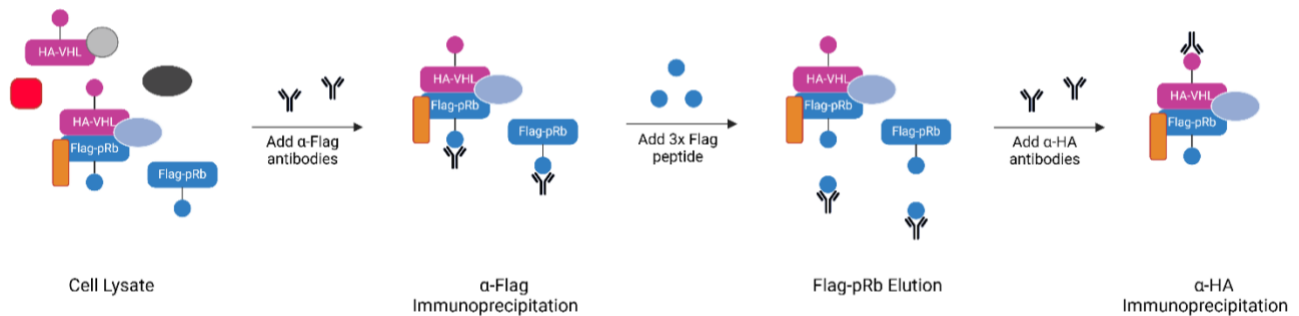 HA-VHL
HA-VHL
Flag-pRb
Flag-pRb
Cell Lysate
Add α-Flag
antibodies
HA-VHL
Flag-pRb
Flag-pRb
α-Flag
Immunoprecipitation
Add 3x Flag
peptide
HA-VHL
Flag-pRb
Flag-pRb
Flag-pRb Elution
Add α-HA
antibodies
HA-VHL
Flag-pRb
α-HA
Immunoprecipitation